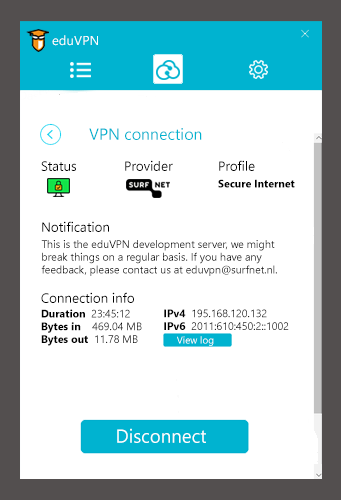 eduVPN
VPN connection
Status Provider Profile
SURF NET Secure Internet
Notification
This is the eduVPN development server, we might
break things on a regular basis. If you have any
feedback, please contact us at eduvpn@surfnet.nl.
Connection info
Duration 23:45:12 IPv4 195.168.120.132
Bytes in 469.04 MB IPv6 2011:610:450:2::1002
Bytes out 11.78 MB View log
Disconnect